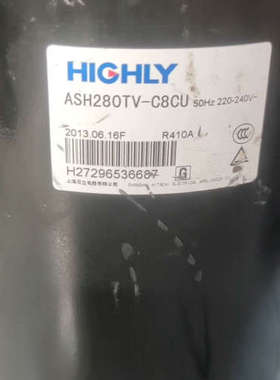 HIGHLY
ASH280TV-C8CU 50Hz 220-240V~
2013.06.16F R410A
H27296536687 G